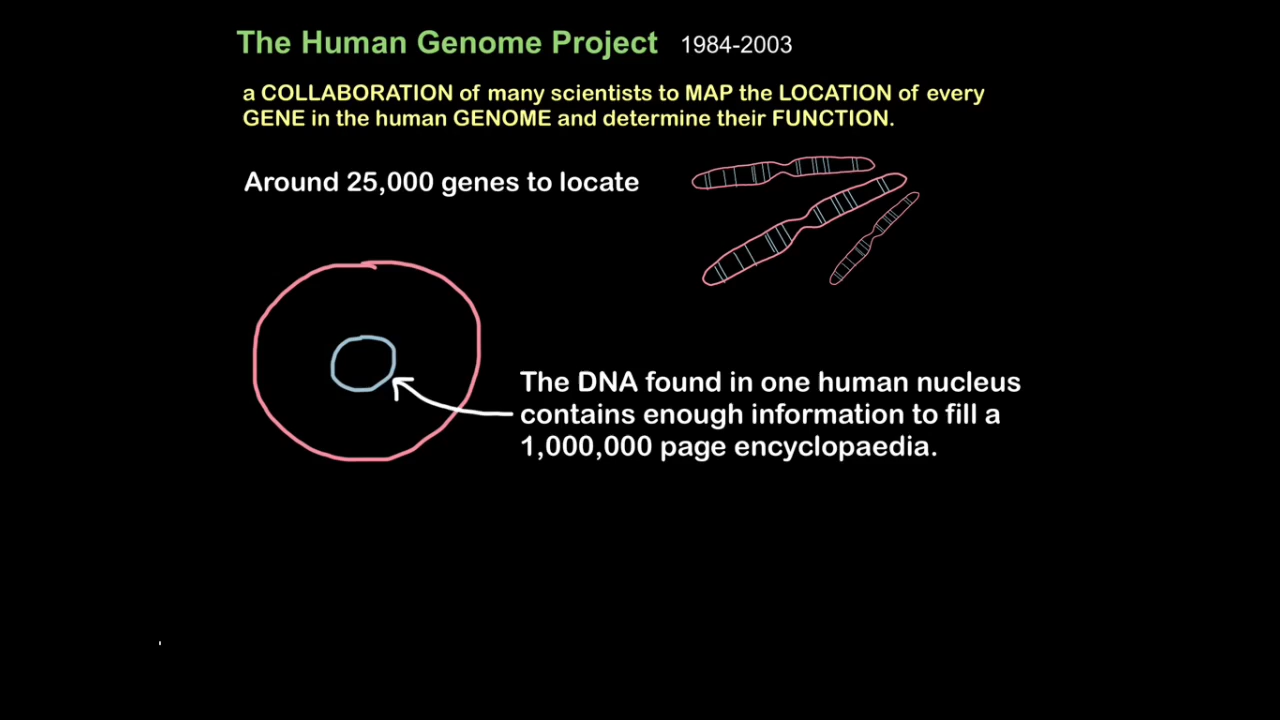 The Human Genome Project 1984-2003
a COLLABORATION of many scientists to MAP the LOCATION of every
GENE in the human GENOME and determine their FUNCTION.
Around 25,000 genes to locate
The DNA found in one human nucleus
contains enough information to fill a
1,000,000 page encyclopaedia.